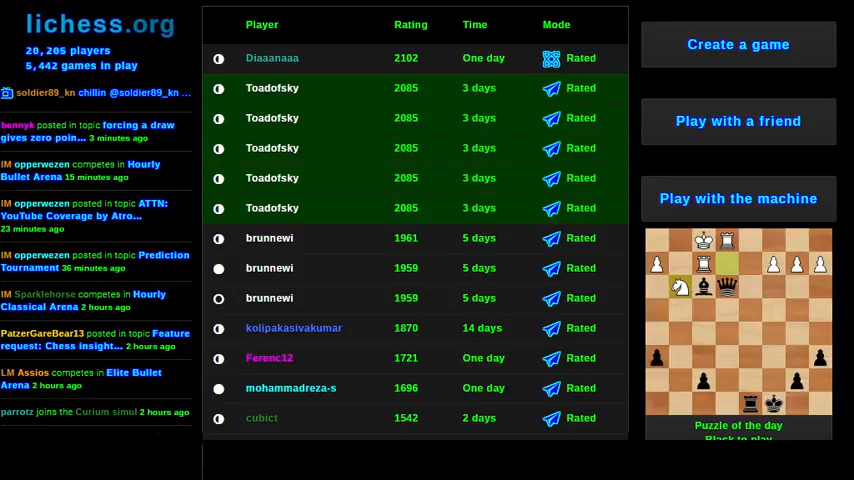 lichess.org
20,205 players
5,442 games in play
soldier89_kn chillin @soldier89_kn ...
bennyk posted in topic forcing a draw
gives zero poin... 3 minutes ago
IM opperwezen competes in Hourly
Bullet Arena 15 minutes ago
IM opperwezen posted in topic ATTN:
YouTube Coverage by Atro...
23 minutes ago
IM opperwezen competes in Prediction
Tournament 36 minutes ago
IM Sparklehorse competes in Hourly
Classical Arena 2 hours ago
PatzerGareBear13 posted in topic Feature
request: Chess insight... 2 hours ago
LM Assios competes in Elite Bullet
Arena 2 hours ago
parrotz joins the Curium simul 2 hours ago
Player Rating Time Mode
Diaaanaaa 2102 One day Rated
Toadofsky 2085 3 days Rated
Toadofsky 2085 3 days Rated
Toadofsky 2085 3 days Rated
Toadofsky 2085 3 days Rated
Toadofsky 2085 3 days Rated
brunnewi 1961 5 days Rated
brunnewi 1959 5 days Rated
brunnewi 1959 5 days Rated
kolipakasivakumar 1870 14 days Rated
Ferenc12 1721 One day Rated
mohammadreza-s 1696 One day Rated
cubict 1542 2 days Rated
Create a game
Play with a friend
Play with the machine
Puzzle of the day
Black to play